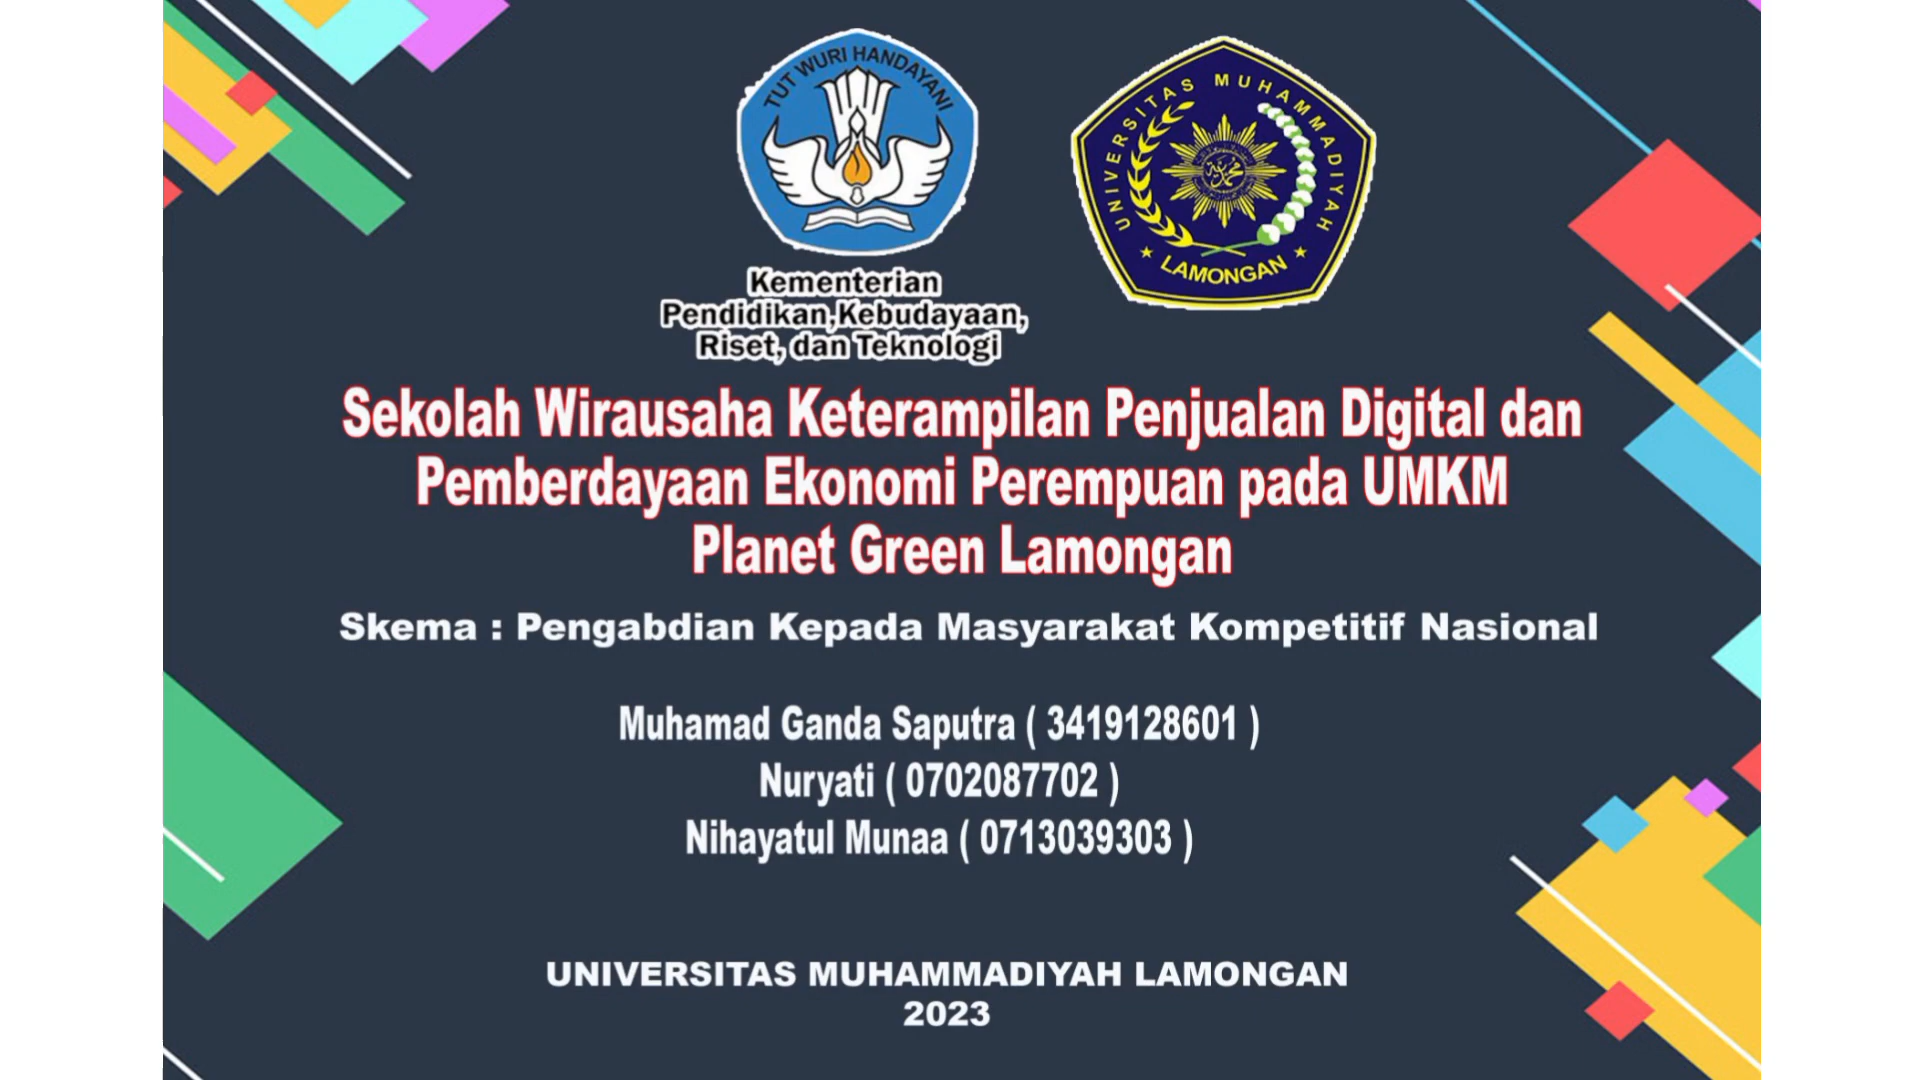 TUT WURI HANDAYANI
Kementerian
Pendidikan,Kebudayaan,
Riset, dan Teknologi
UNIVERSITAS MUHAMMADIYAH
LAMONGAN
Sekolah Wirausaha Keterampilan Penjualan Digital dan
Pemberdayaan Ekonomi Perempuan pada UMKM
Planet Green Lamongan
Skema : Pengabdian Kepada Masyarakat Kompetitif Nasional
Muhamad Ganda Saputra ( 3419128601 )
Nuryati ( 0702087702 )
Nihayatul Munaa ( 0713039303 )
UNIVERSITAS MUHAMMADIYAH LAMONGAN
2023